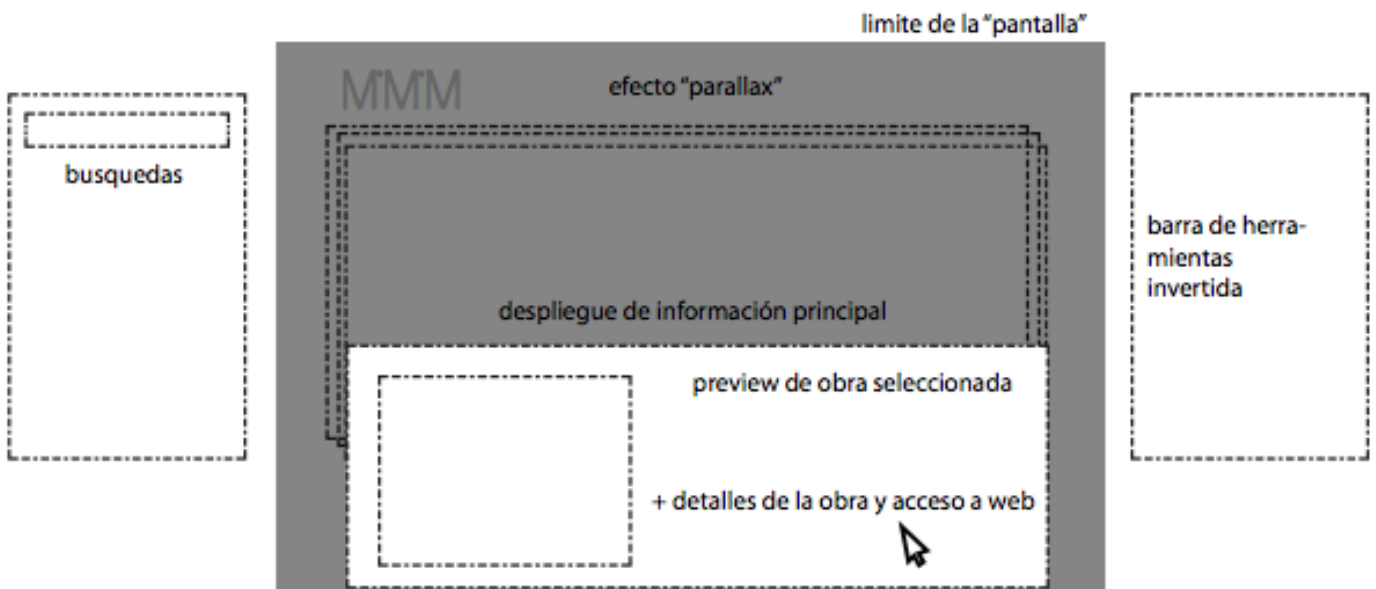 limite de la “pantalla”
MMM
efecto “parallax”
busquedas
barra de herra-
mientas
invertida
despliegue de información principal
preview de obra seleccionada
+ detalles de la obra y acceso a web